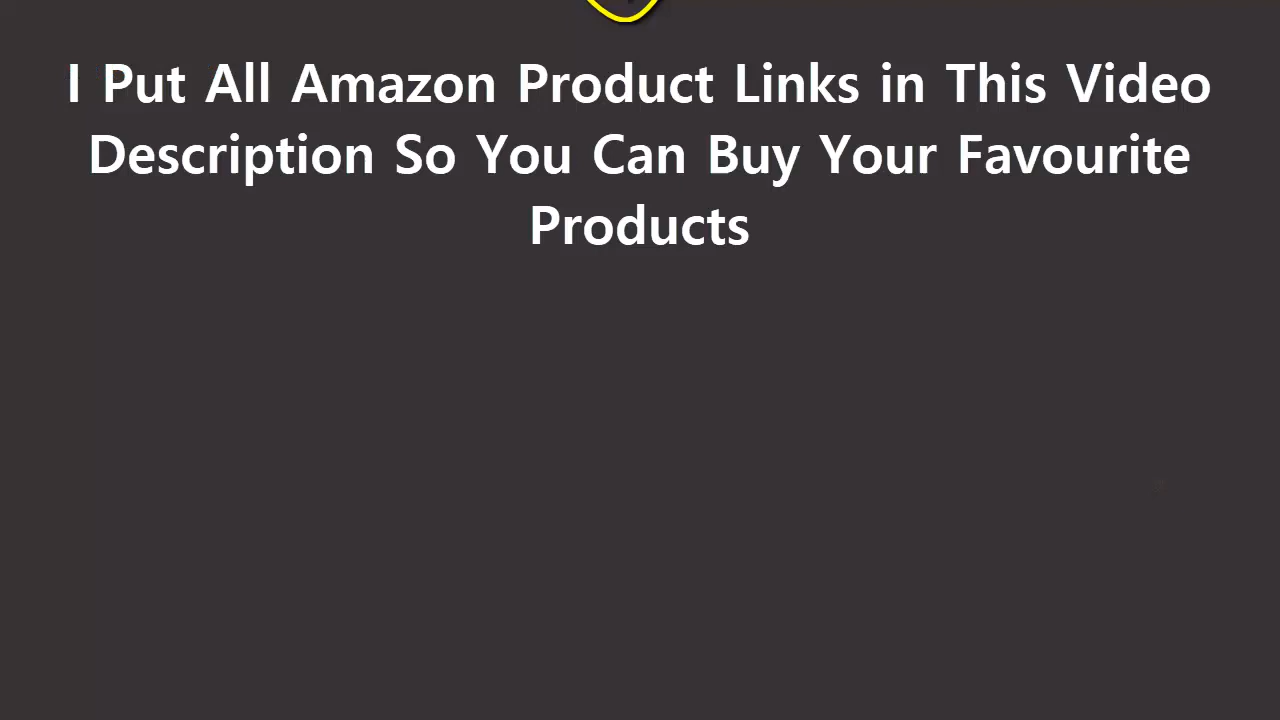 I Put All Amazon Product Links in This Video
Description So You Can Buy Your Favourite
Products